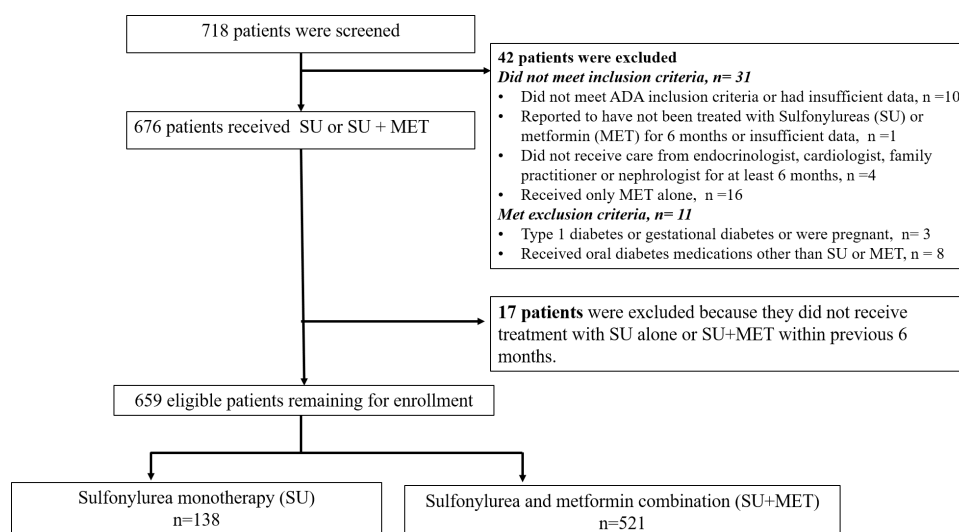 718 patients were screened
42 patients were excluded
Did not meet inclusion criteria, n= 31
• Did not meet ADA inclusion criteria or had insufficient data, n =10
• Reported to have not been treated with Sulfonylureas (SU) or
metformin (MET) for 6 months or insufficient data, n =1
• Did not receive care from endocrinologist, cardiologist, family
practitioner or nephrologist for at least 6 months, n =4
• Received only MET alone, n =16
Met exclusion criteria, n= 11
• Type 1 diabetes or gestational diabetes or were pregnant, n= 3
• Received oral diabetes medications other than SU or MET, n = 8
676 patients received SU or SU + MET
17 patients were excluded because they did not receive
treatment with SU alone or SU+MET within previous 6
months.
659 eligible patients remaining for enrollment
Sulfonylurea monotherapy (SU)
n=138
Sulfonylurea and metformin combination (SU+MET)
n=521